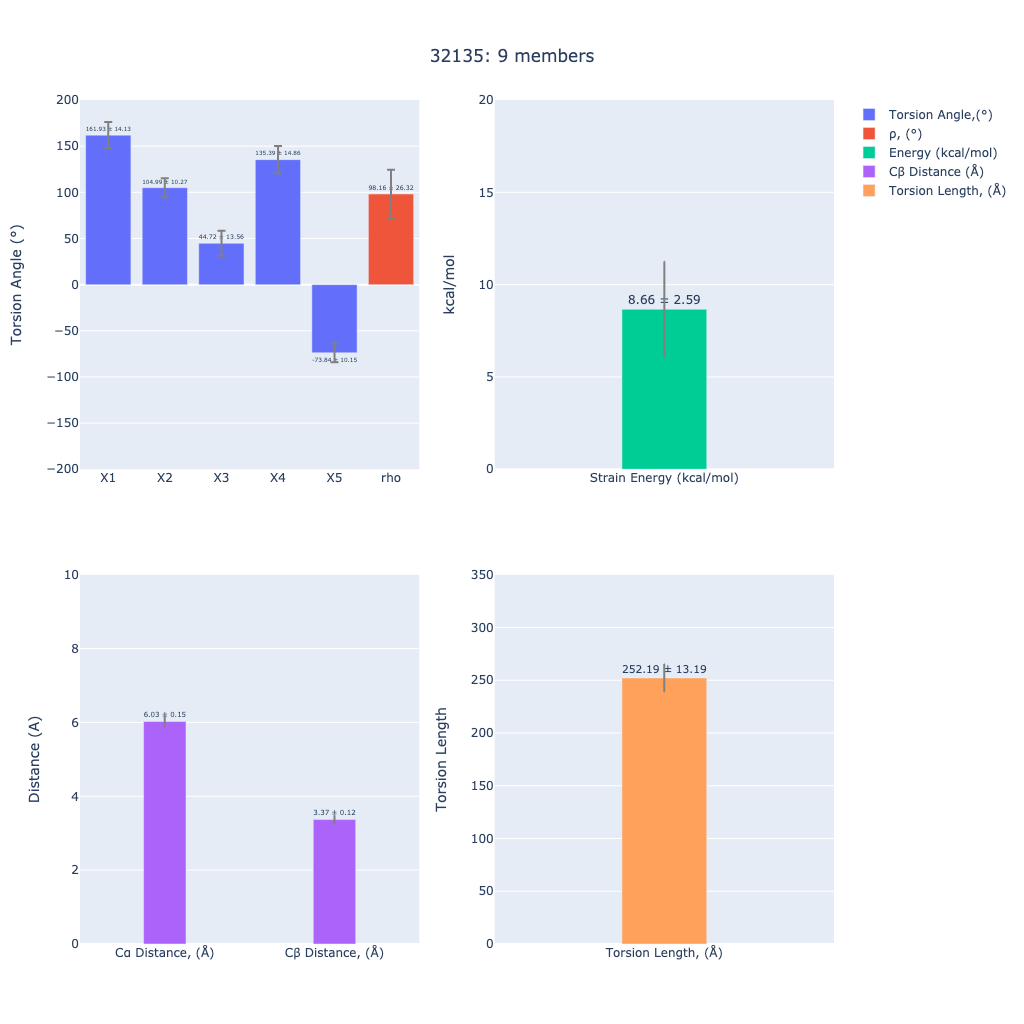 32135: 9 members
Torsion Angle (°)
200
150
100
50
0
−50
−100
−150
−200
161.93 ± 14.13
104.99 ± 10.27
44.72 ± 13.56
135.39 ± 14.86
-73.84 ± 10.15
98.16 ± 26.32
X1 X2 X3 X4 X5 rho
kcal/mol
20
15
10
5
0
8.66 ± 2.59
Strain Energy (kcal/mol)
Torsion Angle,(°)
ρ, (°)
Energy (kcal/mol)
Cβ Distance (Å)
Torsion Length, (Å)
Distance (A)
10
8
6
4
2
0
6.03 ± 0.15
3.37 ± 0.12
Cα Distance, (Å) Cβ Distance, (Å)
Torsion Length
350
300
250
200
150
100
50
0
252.19 ± 13.19
Torsion Length, (Å)